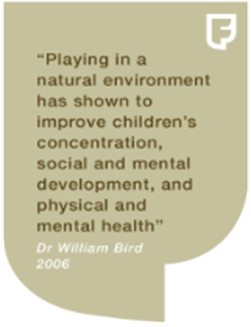 “Playing in a
natural environment
has shown to
improve children’s
concentration,
social and mental
development, and
physical and
mental health”
Dr William Bird
2006